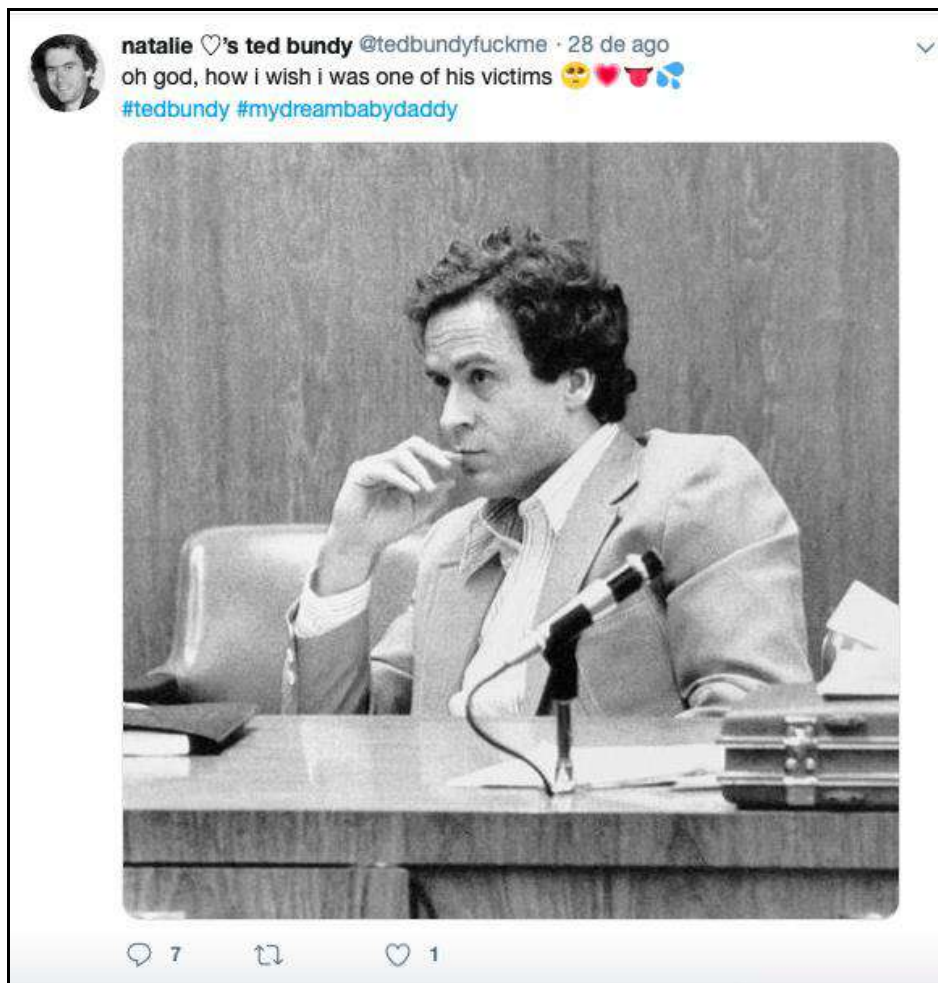 natalie ♡'s ted bundy @tedbundyfuckme · 28 de ago
oh god, how i wish i was one of his victims 🥺💗👅💦
#tedbundy #mydreambabydaddy
7 1